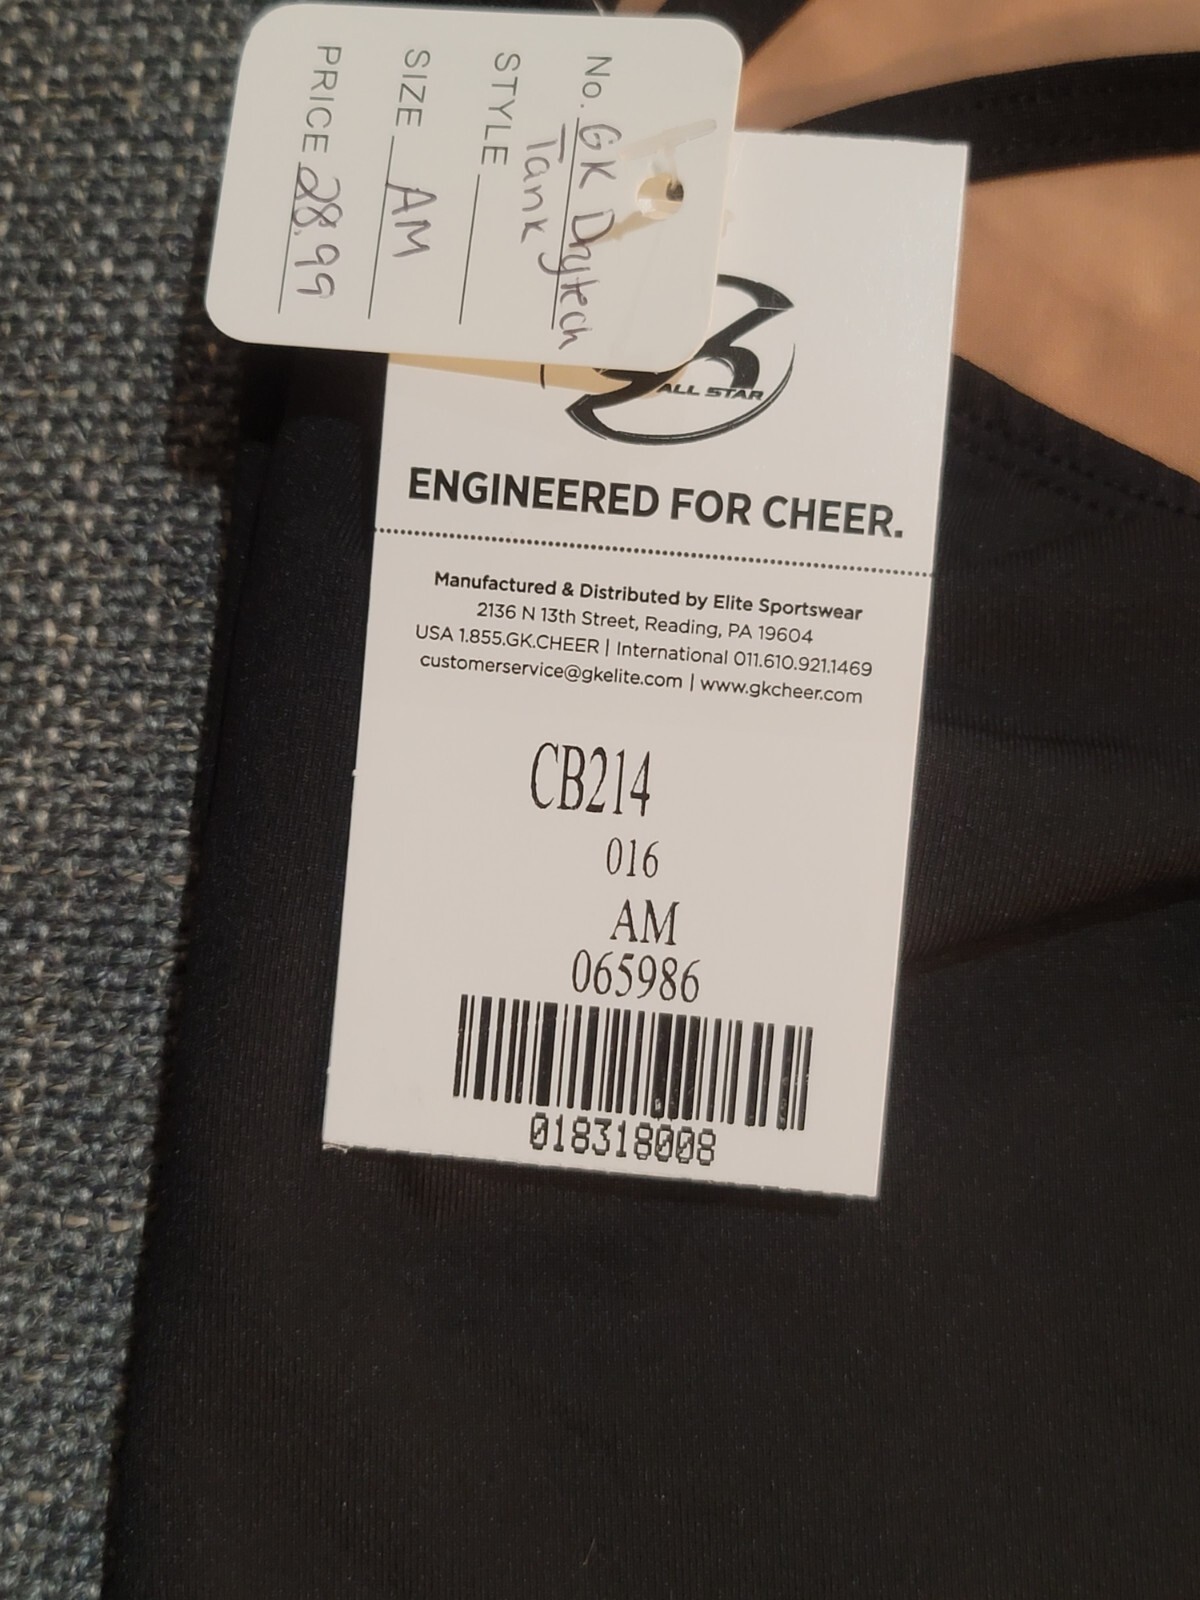 No. GK Drytech
Tank
STYLE
SIZE AM
PRICE 28.99
ALL STAR
ENGINEERED FOR CHEER.
Manufactured & Distributed by Elite Sportswear
2136 N 13th Street, Reading, PA 19604
USA 1.855.GK.CHEER | International 011.610.921.1469
customerservice@gkelite.com | www.gkcheer.com
CB214
016
AM
065986
018318008